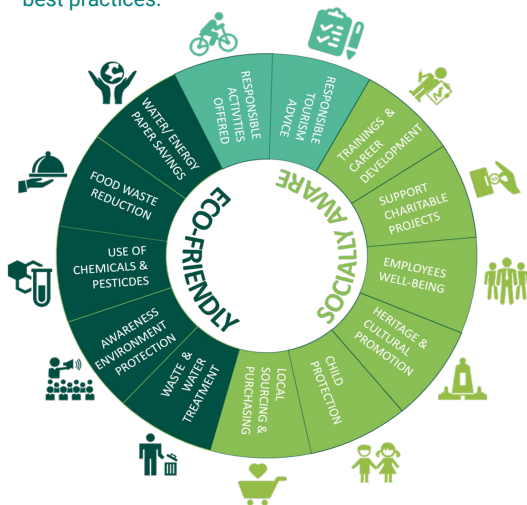 best practices.
RESPONSIBLE
ACTIVITIES
OFFERED
RESPONSIBLE
TOURISM
ADVICE
TRAININGS &
CAREER
DEVELOPMENT
SUPPORT
CHARITABLE
PROJECTS
EMPLOYEES
WELL-BEING
HERITAGE &
CULTURAL
PROMOTION
CHILD
PROTECTION
LOCAL
SOURCING &
PURCHASING
WASTE &
WATER
TREATMENT
AWARENESS
ENVIRONMENT
PROTECTION
USE OF
CHEMICALS &
PESTICDES
FOOD WASTE
REDUCTION
WATER/ ENERGY
PAPER SAVINGS
ECO-FRIENDLY
SOCIALLY AWARE